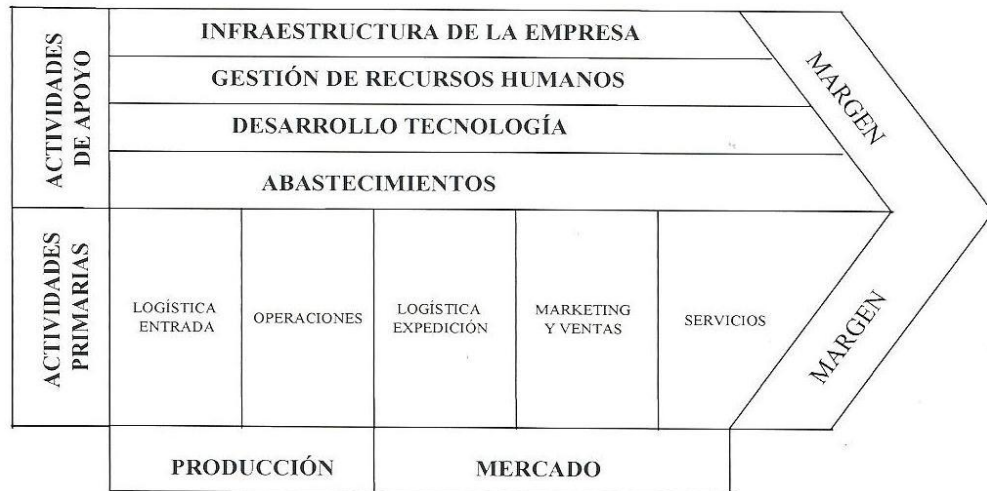 ACTIVIDADES
DE APOYO
INFRAESTRUCTURA DE LA EMPRESA
GESTIÓN DE RECURSOS HUMANOS
DESARROLLO TECNOLOGÍA
ABASTECIMIENTOS
MARGEN
ACTIVIDADES
PRIMARIAS
LOGÍSTICA
ENTRADA
OPERACIONES
LOGÍSTICA
EXPEDICIÓN
MARKETING
Y VENTAS
SERVICIOS
MARGEN
PRODUCCIÓN
MERCADO